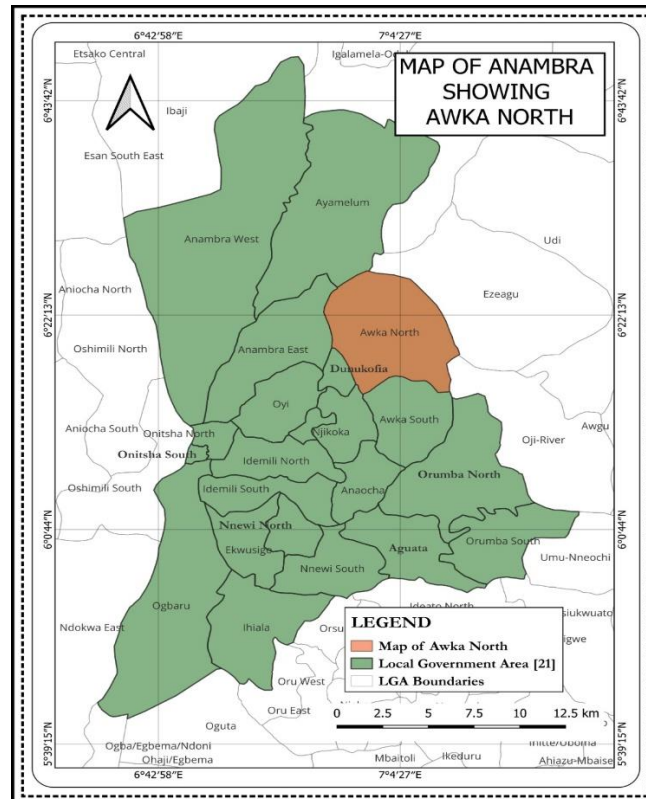 6°42'58"E
7°4'27"E
Etsako Central
MAP OF ANAMBRA
SHOWING
AWKA NORTH
6°43'42"N
6°43'42"N
Ibaji
Esan South East
Ayamelum
Anambra West
Udi
Aniocha North
Ezeagu
6°22'13"N
6°22'13"N
Awka North
Oshimili North
Anambra East
Dunukofia
Oyi
Aniocha South
Onitsha North
Njikoka
Awka South
Awgu
Onitsha South
Idemili North
Oji-River
Oshimili South
Idemili South
Anaocha
Orumba North
6°0'44"N
6°0'44"N
Nnewi North
Ekwusigo
Aguata
Orumba South
Umu-Nneochi
Nnewi South
Ogbaru
Ideato North
Ndokwa East
Ihiala
LEGEND
Map of Awka North
Local Government Area [21]
LGA Boundaries
Oru West
Oru East
0 2.5 5 7.5 10 12.5 km
Oguta
5°39'15"N
5°39'15"N
Ogba/Egbema/Ndoni
Ohaji/Egbema
Mbaitoli
Ikeduru
Ahiazu-Mbaise
6°42'58"E
7°4'27"E